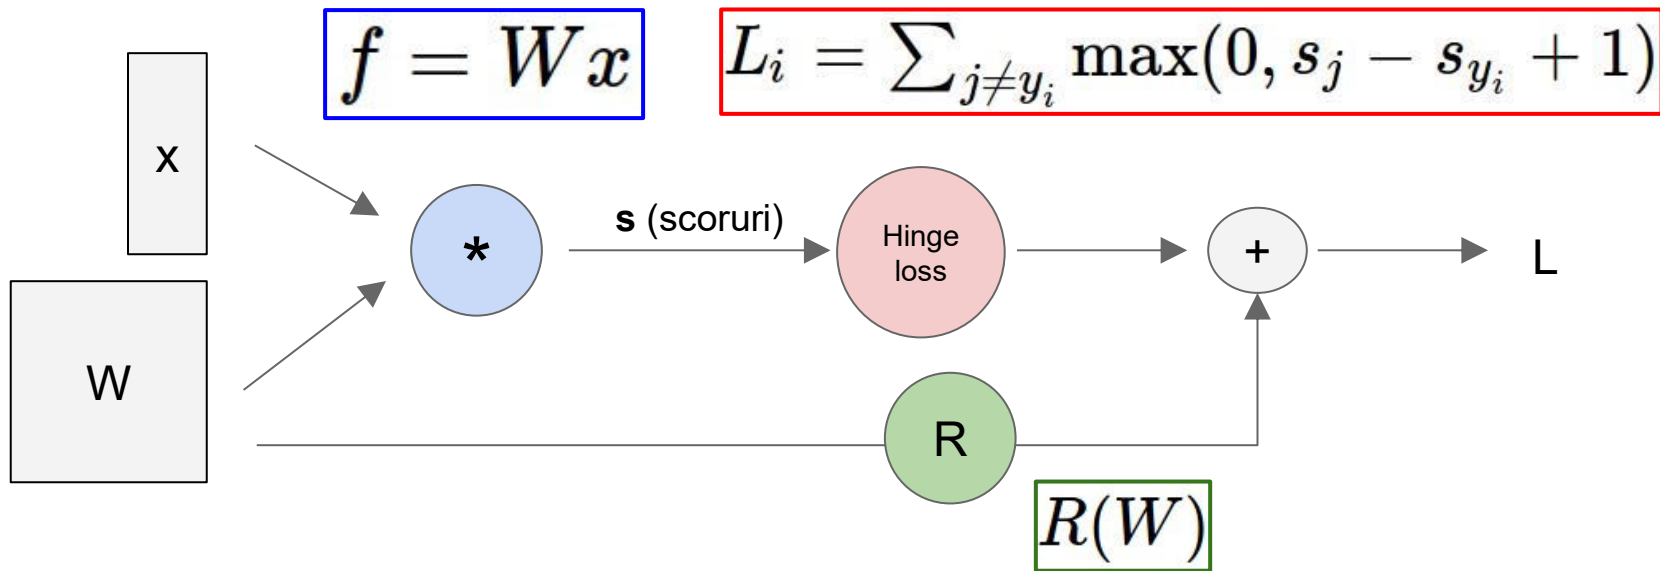 f = Wx
L_i = ∑_{j≠y_i} max(0, s_j − s_{y_i} + 1)
x
*
s (scoruri)
Hinge
loss
+
L
W
R
R(W)